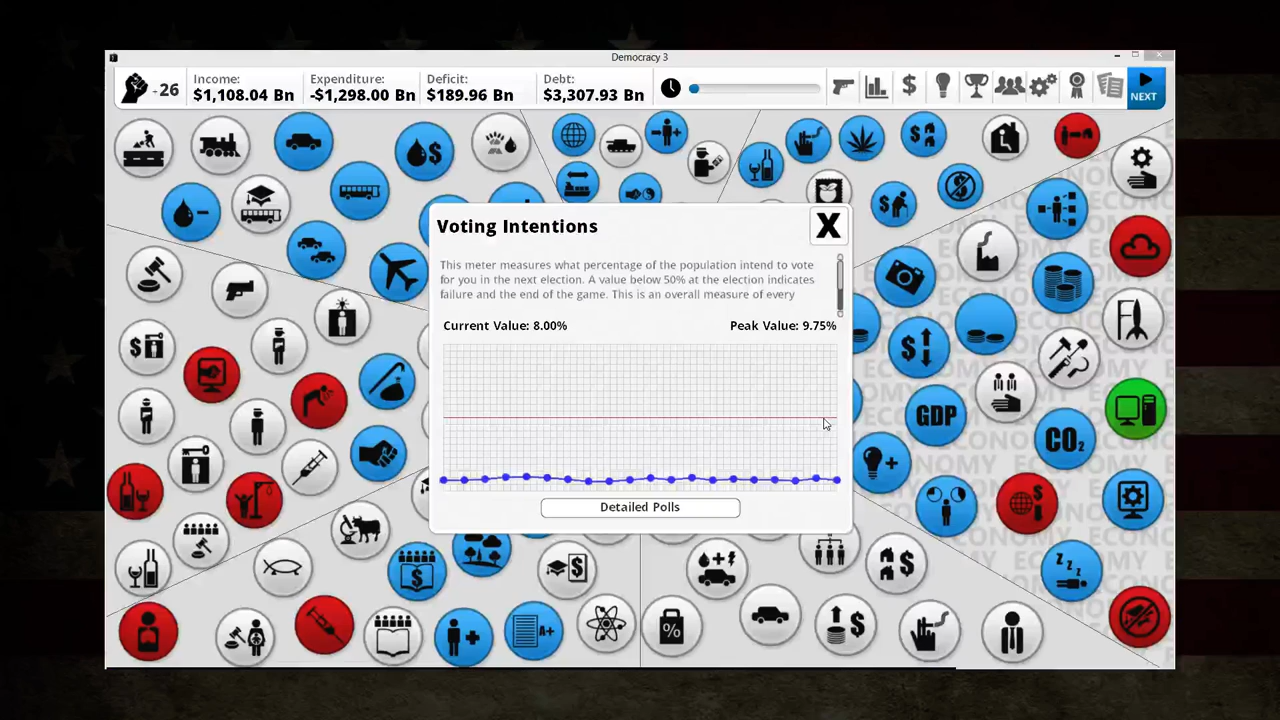 Democracy 3
+26
Income:
$1,108.04 Bn
Expenditure:
-$1,298.00 Bn
Deficit:
$189.96 Bn
Debt:
$3,307.93 Bn
NEXT
Voting Intentions
X
This meter measures what percentage of the population intend to vote
for you in the next election. A value below 50% at the election indicates
failure and the end of the game. This is an overall measure of every
Current Value: 8.00%
Peak Value: 9.75%
Detailed Polls
GDP
CO2
A+
ECONOMY